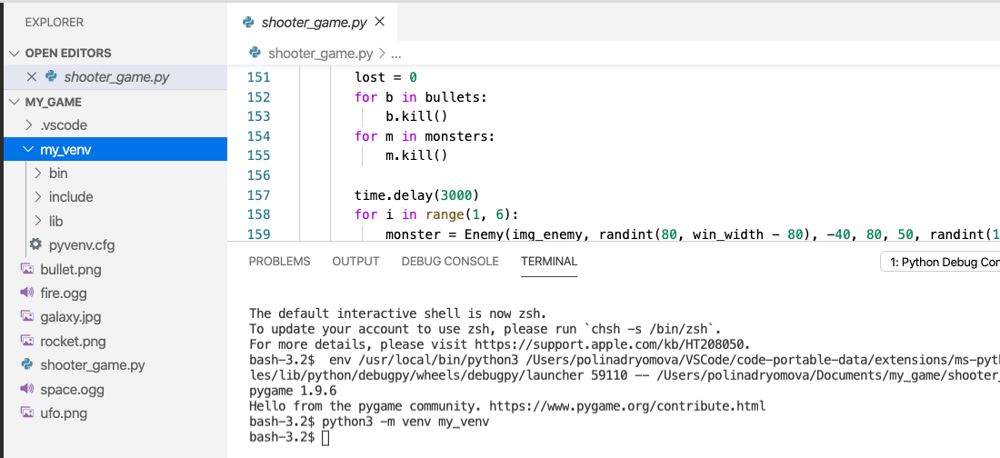 EXPLORER
OPEN EDITORS
shooter_game.py
MY_GAME
.vscode
my_venv
bin
include
lib
pyvenv.cfg
bullet.png
fire.ogg
galaxy.jpg
rocket.png
shooter_game.py
space.ogg
ufo.png
shooter_game.py
shooter_game.py > ...
151 lost = 0
152 for b in bullets:
153 b.kill()
154 for m in monsters:
155 m.kill()
156
157 time.delay(3000)
158 for i in range(1, 6):
159 monster = Enemy(img_enemy, randint(80, win_width - 80), -40, 80, 50, randint(1
PROBLEMS OUTPUT DEBUG CONSOLE TERMINAL 1: Python Debug Con
The default interactive shell is now zsh.
To update your account to use zsh, please run `chsh -s /bin/zsh`.
For more details, please visit https://support.apple.com/kb/HT208050.
bash-3.2$  env /usr/local/bin/python3 /Users/polinadryomova/VSCode/code-portable-data/extensions/ms-pyth
les/lib/python/debugpy/wheels/debugpy/launcher 59110 -- /Users/polinadryomova/Documents/my_game/shooter_
pygame 1.9.6
Hello from the pygame community. https://www.pygame.org/contribute.html
bash-3.2$ python3 -m venv my_venv
bash-3.2$